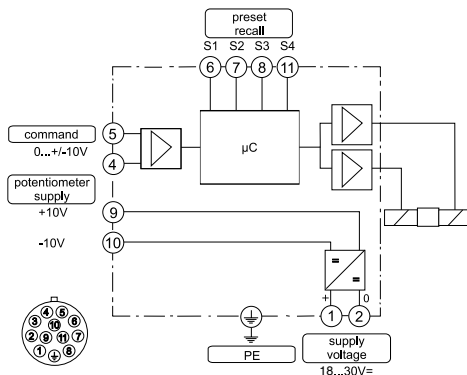 preset
recall
S1 S2 S3 S4
6 7 8 11
command
0...+/-10V
5
4
µC
potentiometer
supply
+10V
9
-10V
10
=
=
+ 0
1 2
PE
supply
voltage
18...30V=
4 5
3 6
10
2 9 11 7
1 8